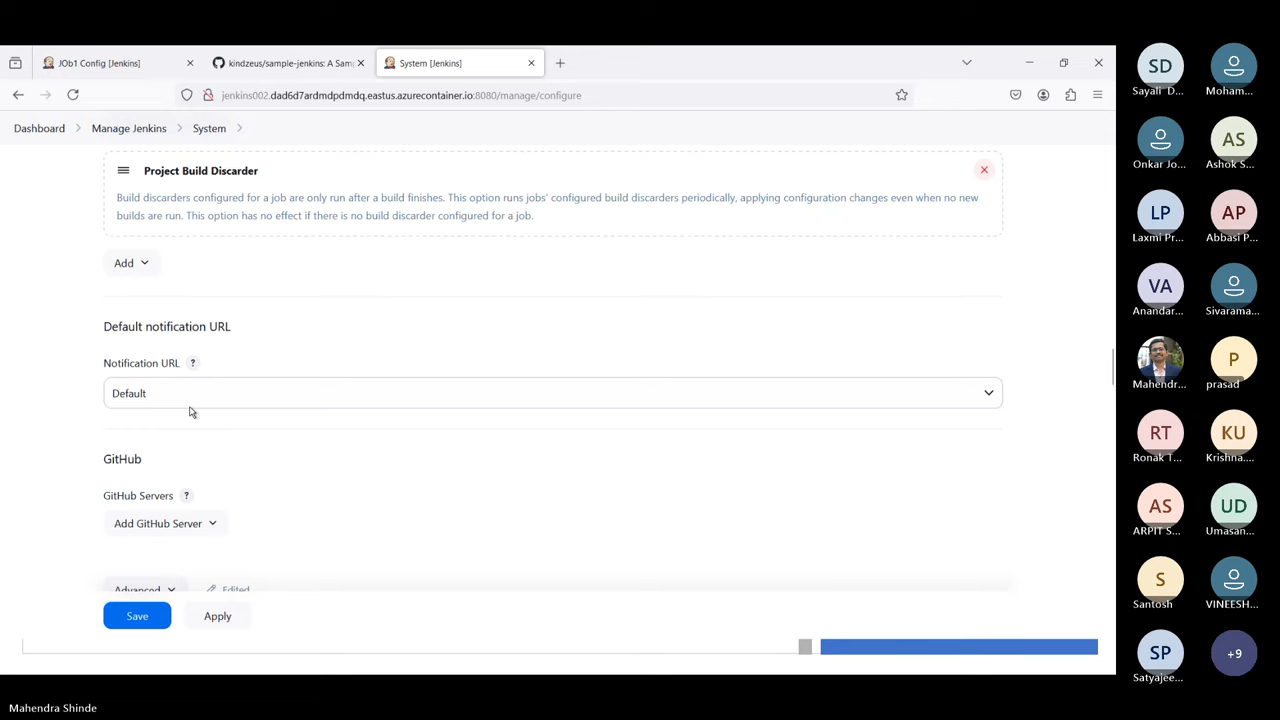 JOb1 Config [Jenkins]
kindzeus/sample-jenkins: A Sam
System [Jenkins]
jenkins002.dad6d7ardmdpdmdq.eastus.azurecontainer.io:8080/manage/configure
Dashboard
Manage Jenkins
System
Project Build Discarder
Build discarders configured for a job are only run after a build finishes. This option runs jobs' configured build discarders periodically, applying configuration changes even when no new
builds are run. This option has no effect if there is no build discarder configured for a job.
Add
Default notification URL
Notification URL ?
Default
GitHub
GitHub Servers ?
Add GitHub Server
Advanced
Edited
Save
Apply
SD
Sayali D...
Moham...
Onkar Jo...
AS
Ashok S...
LP
Laxmi Pr...
AP
Abbasi P...
VA
Anandar...
Sivarama...
Mahendr...
P
prasad
RT
Ronak T...
KU
Krishna....
AS
ARPIT S...
UD
Umasan...
S
Santosh
VINEESH...
SP
Satyajee...
+9
Mahendra Shinde